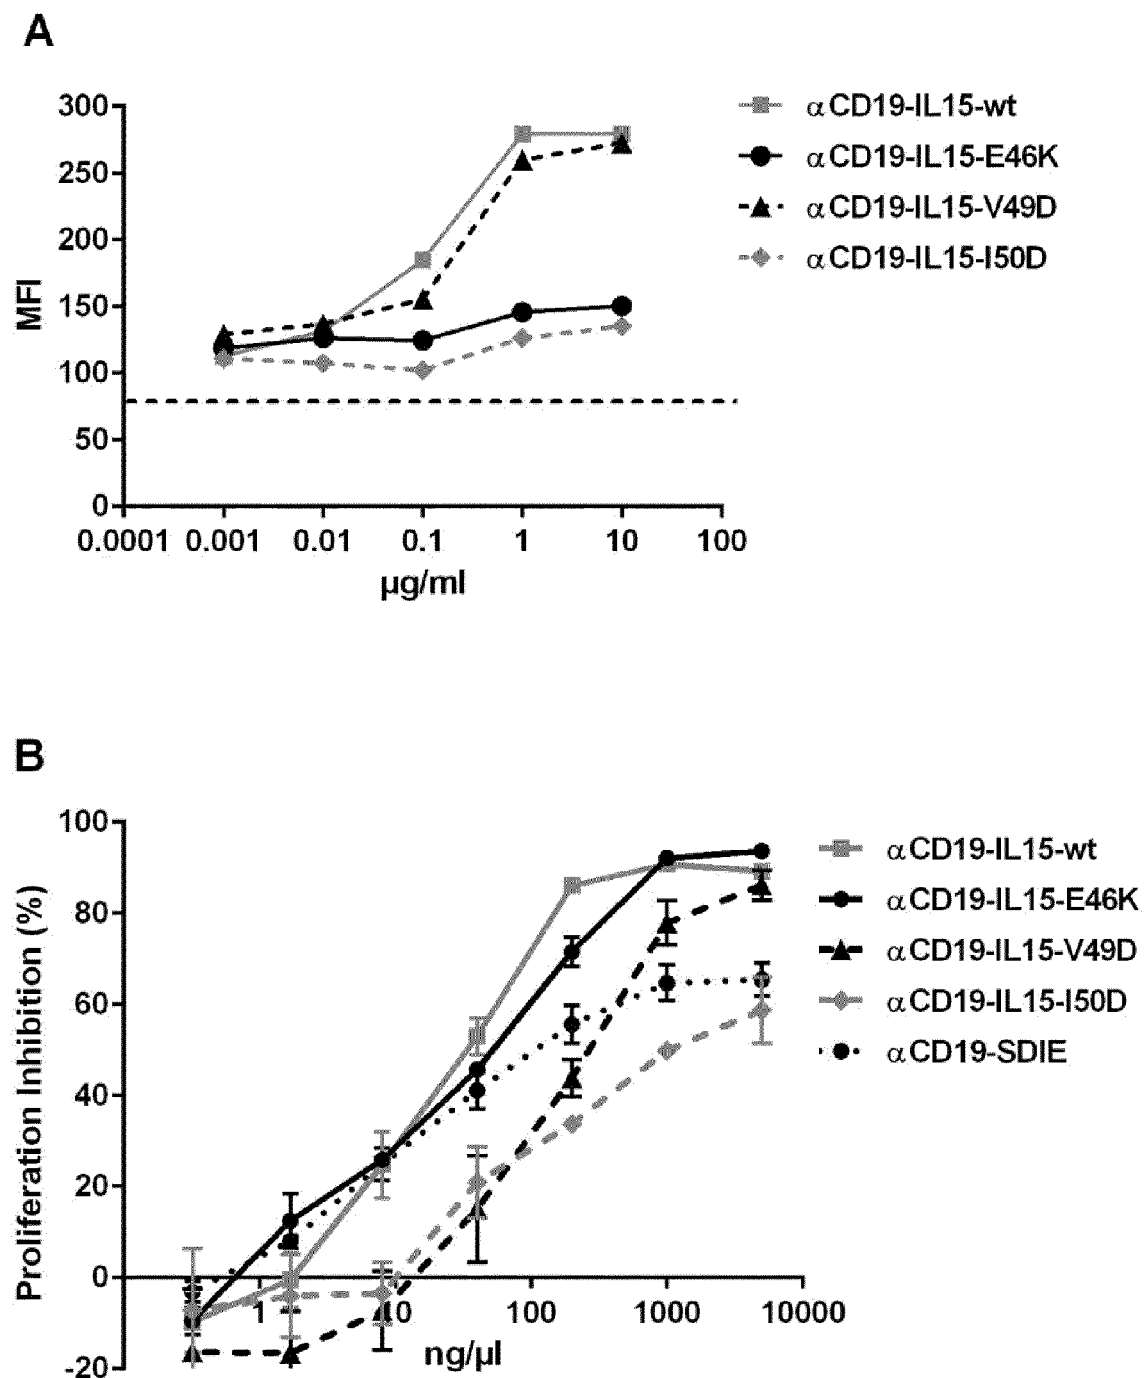 A
300
250
200
150
100
50
0
MFI
0.0001 0.001 0.01 0.1 1 10 100
µg/ml
αCD19-IL15-wt
αCD19-IL15-E46K
αCD19-IL15-V49D
αCD19-IL15-I50D
B
100
80
60
40
20
0
-20
Proliferation Inhibition (%)
1 10 100 1000 10000
ng/µl
αCD19-IL15-wt
αCD19-IL15-E46K
αCD19-IL15-V49D
αCD19-IL15-I50D
αCD19-SDIE